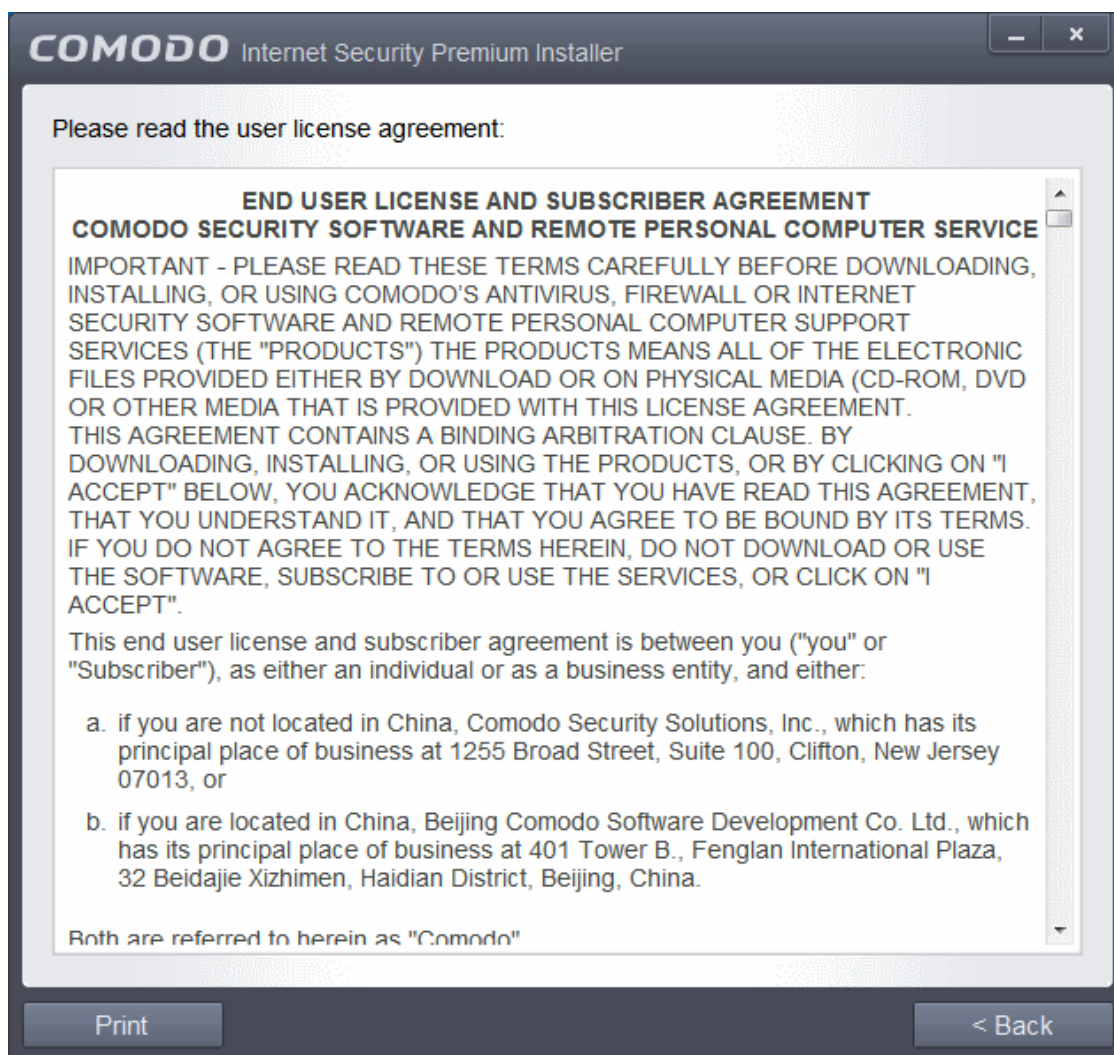 COMODO Internet Security Premium Installer
Please read the user license agreement:
END USER LICENSE AND SUBSCRIBER AGREEMENT
COMODO SECURITY SOFTWARE AND REMOTE PERSONAL COMPUTER SERVICE
IMPORTANT - PLEASE READ THESE TERMS CAREFULLY BEFORE DOWNLOADING,
INSTALLING, OR USING COMODO'S ANTIVIRUS, FIREWALL OR INTERNET
SECURITY SOFTWARE AND REMOTE PERSONAL COMPUTER SUPPORT
SERVICES (THE "PRODUCTS") THE PRODUCTS MEANS ALL OF THE ELECTRONIC
FILES PROVIDED EITHER BY DOWNLOAD OR ON PHYSICAL MEDIA (CD-ROM, DVD
OR OTHER MEDIA THAT IS PROVIDED WITH THIS LICENSE AGREEMENT.
THIS AGREEMENT CONTAINS A BINDING ARBITRATION CLAUSE. BY
DOWNLOADING, INSTALLING, OR USING THE PRODUCTS, OR BY CLICKING ON "I
ACCEPT" BELOW, YOU ACKNOWLEDGE THAT YOU HAVE READ THIS AGREEMENT,
THAT YOU UNDERSTAND IT, AND THAT YOU AGREE TO BE BOUND BY ITS TERMS.
IF YOU DO NOT AGREE TO THE TERMS HEREIN, DO NOT DOWNLOAD OR USE
THE SOFTWARE, SUBSCRIBE TO OR USE THE SERVICES, OR CLICK ON "I
ACCEPT".
This end user license and subscriber agreement is between you ("you" or
"Subscriber"), as either an individual or as a business entity, and either:
a. if you are not located in China, Comodo Security Solutions, Inc., which has its
principal place of business at 1255 Broad Street, Suite 100, Clifton, New Jersey
07013, or
b. if you are located in China, Beijing Comodo Software Development Co. Ltd., which
has its principal place of business at 401 Tower B., Fenglan International Plaza,
32 Beidajie Xizhimen, Haidian District, Beijing, China.
Both are referred to herein as "Comodo"
Print
< Back